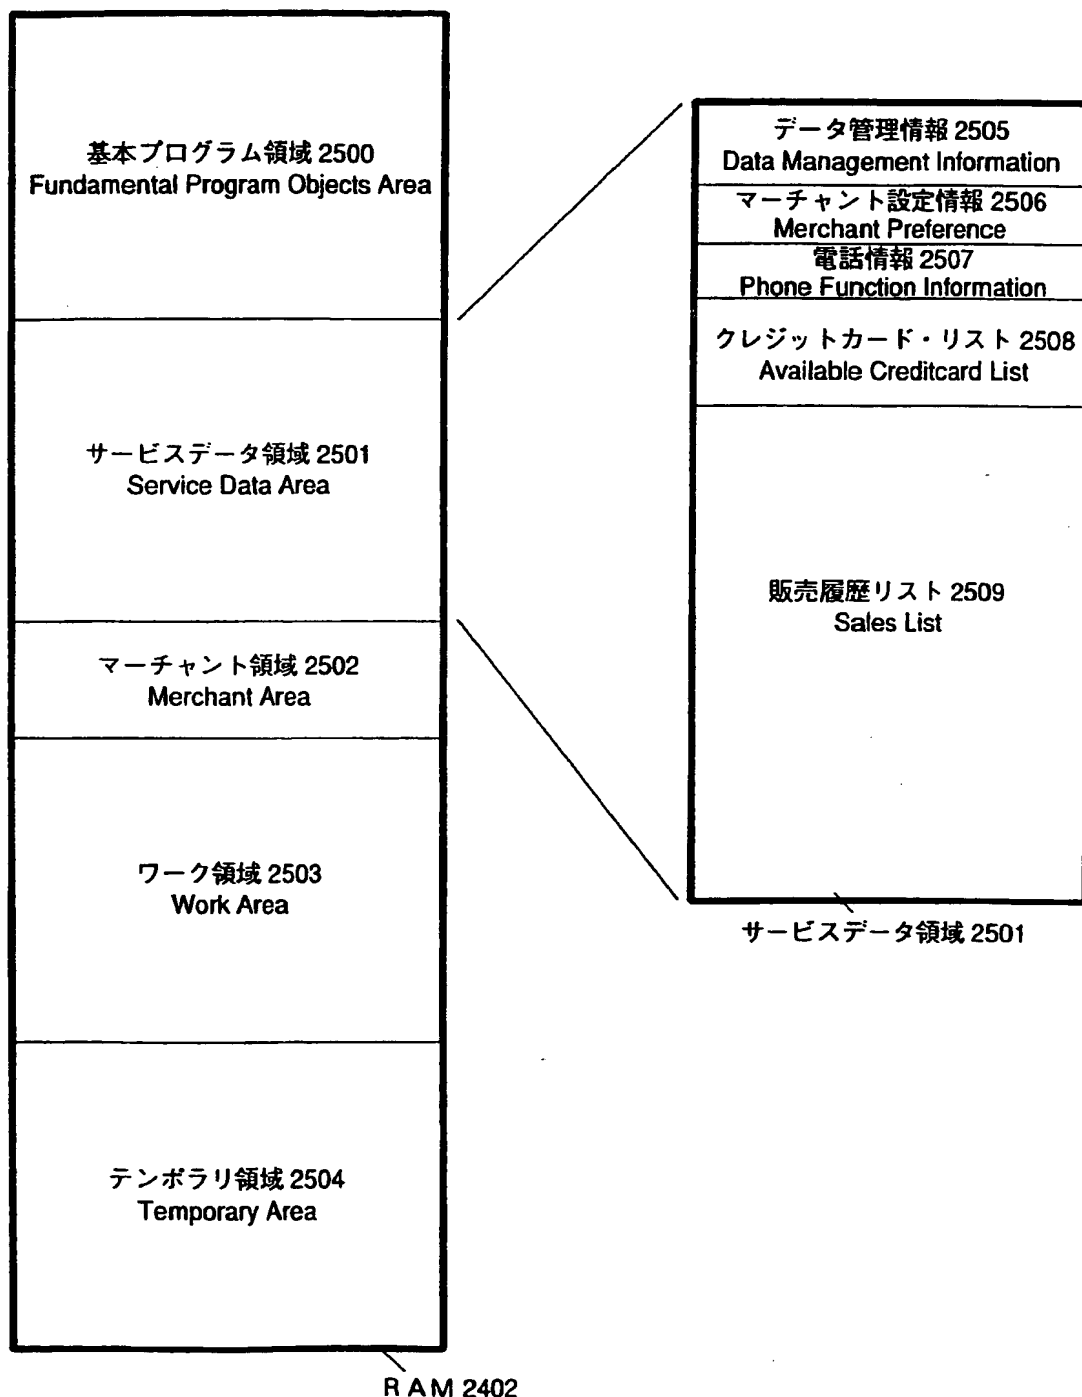 基本プログラム領域 2500
Fundamental Program Objects Area
サービスデータ領域 2501
Service Data Area
マーチャント領域 2502
Merchant Area
ワーク領域 2503
Work Area
テンポラリ領域 2504
Temporary Area
RAM 2402
データ管理情報 2505
Data Management Information
マーチャント設定情報 2506
Merchant Preference
電話情報 2507
Phone Function Information
クレジットカード・リスト 2508
Available Creditcard List
販売履歴リスト 2509
Sales List
サービスデータ領域 2501